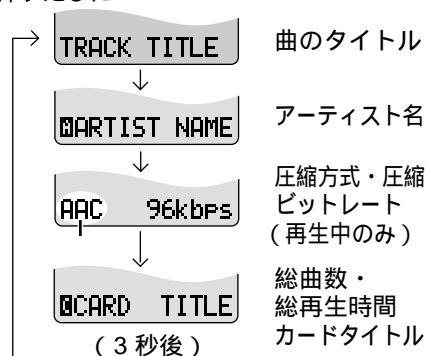 TRACK TITLE
曲のタイトル
ARTIST NAME
アーティスト名
AAC 96kbps
圧縮方式・圧縮
ビットレート
(再生中のみ)
CARD TITLE
(3秒後)
総曲数・
総再生時間
カードタイトル